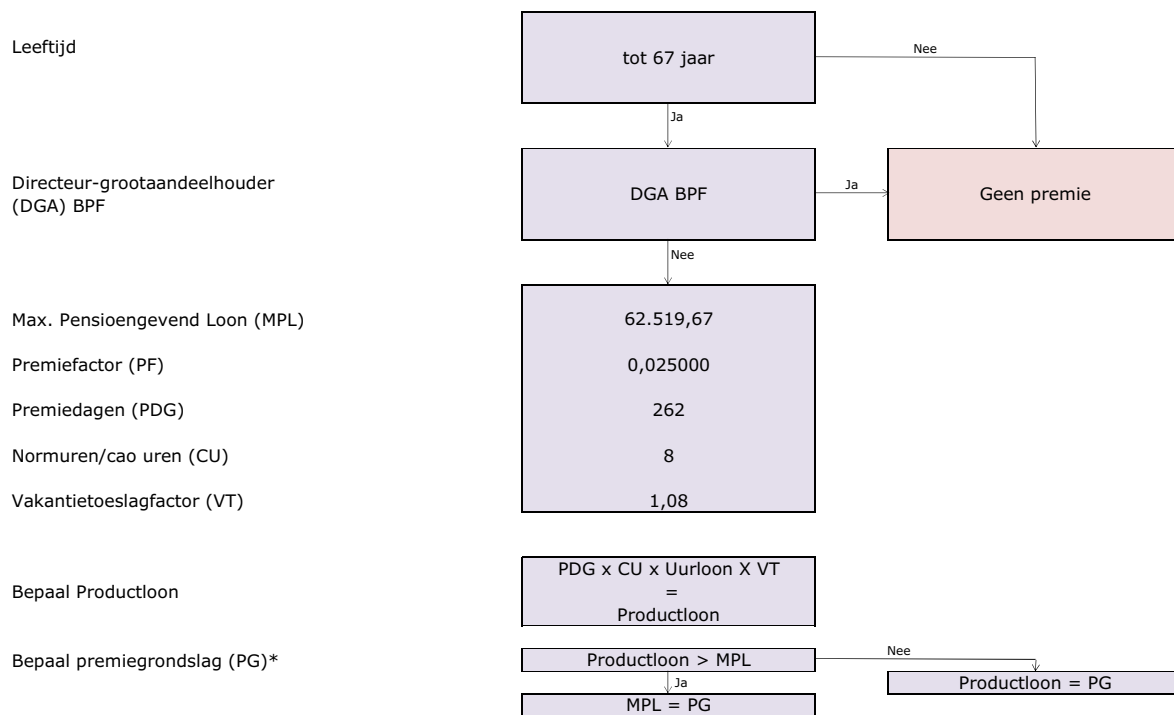 Leeftijd
tot 67 jaar
Nee
Ja
Directeur-grootaandeelhouder
(DGA) BPF
DGA BPF
Ja
Geen premie
Nee
Max. Pensioengevend Loon (MPL)
62.519,67
Premiefactor (PF)
0,025000
Premiedagen (PDG)
262
Normuren/cao uren (CU)
8
Vakantietoeslagfactor (VT)
1,08
Bepaal Productloon
PDG x CU x Uurloon X VT
=
Productloon
Bepaal premiegrondslag (PG)*
Productloon > MPL
Nee
Ja
Productloon = PG
MPL = PG